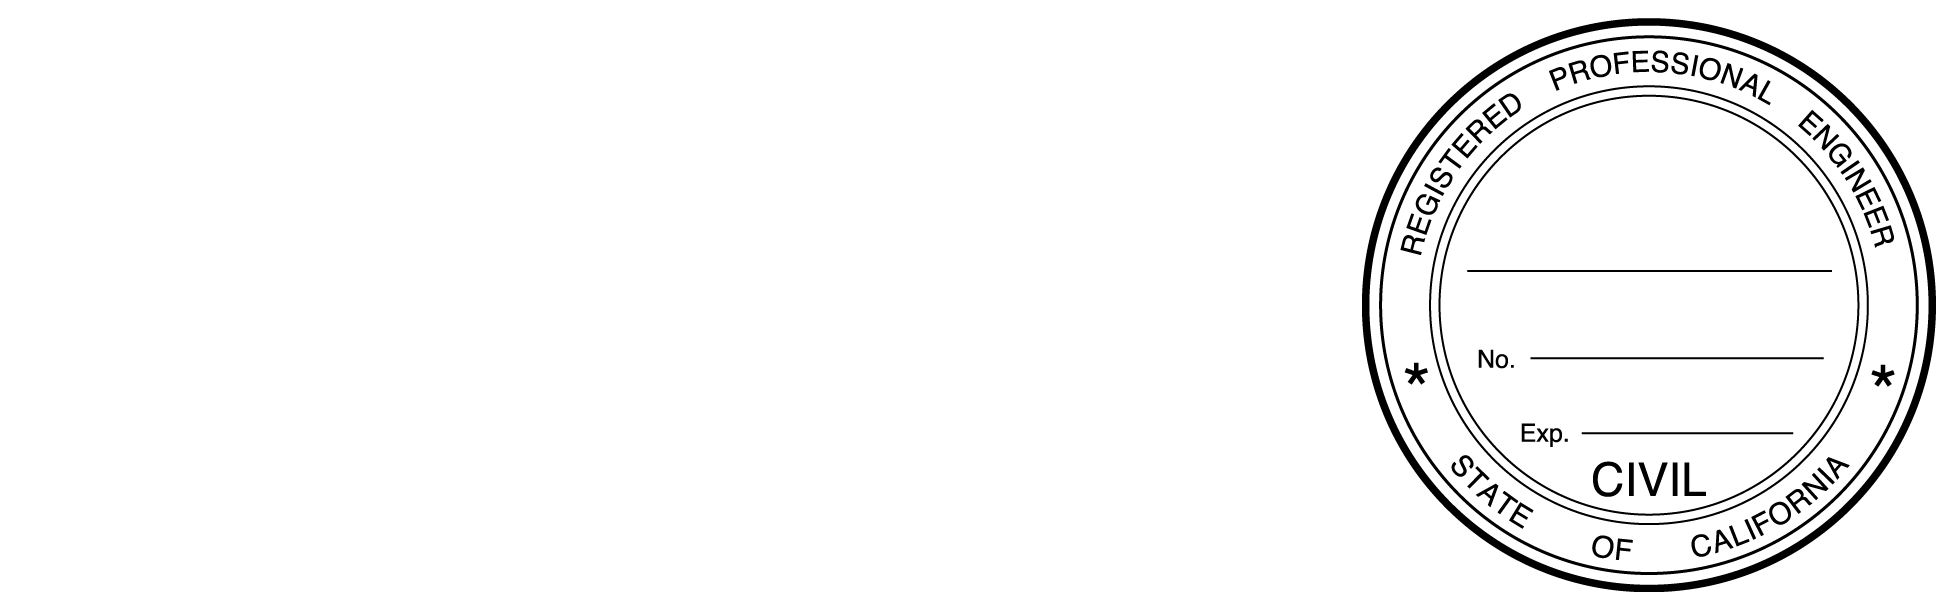 REGISTERED PROFESSIONAL ENGINEER
No.
Exp.
CIVIL
* STATE OF CALIFORNIA *